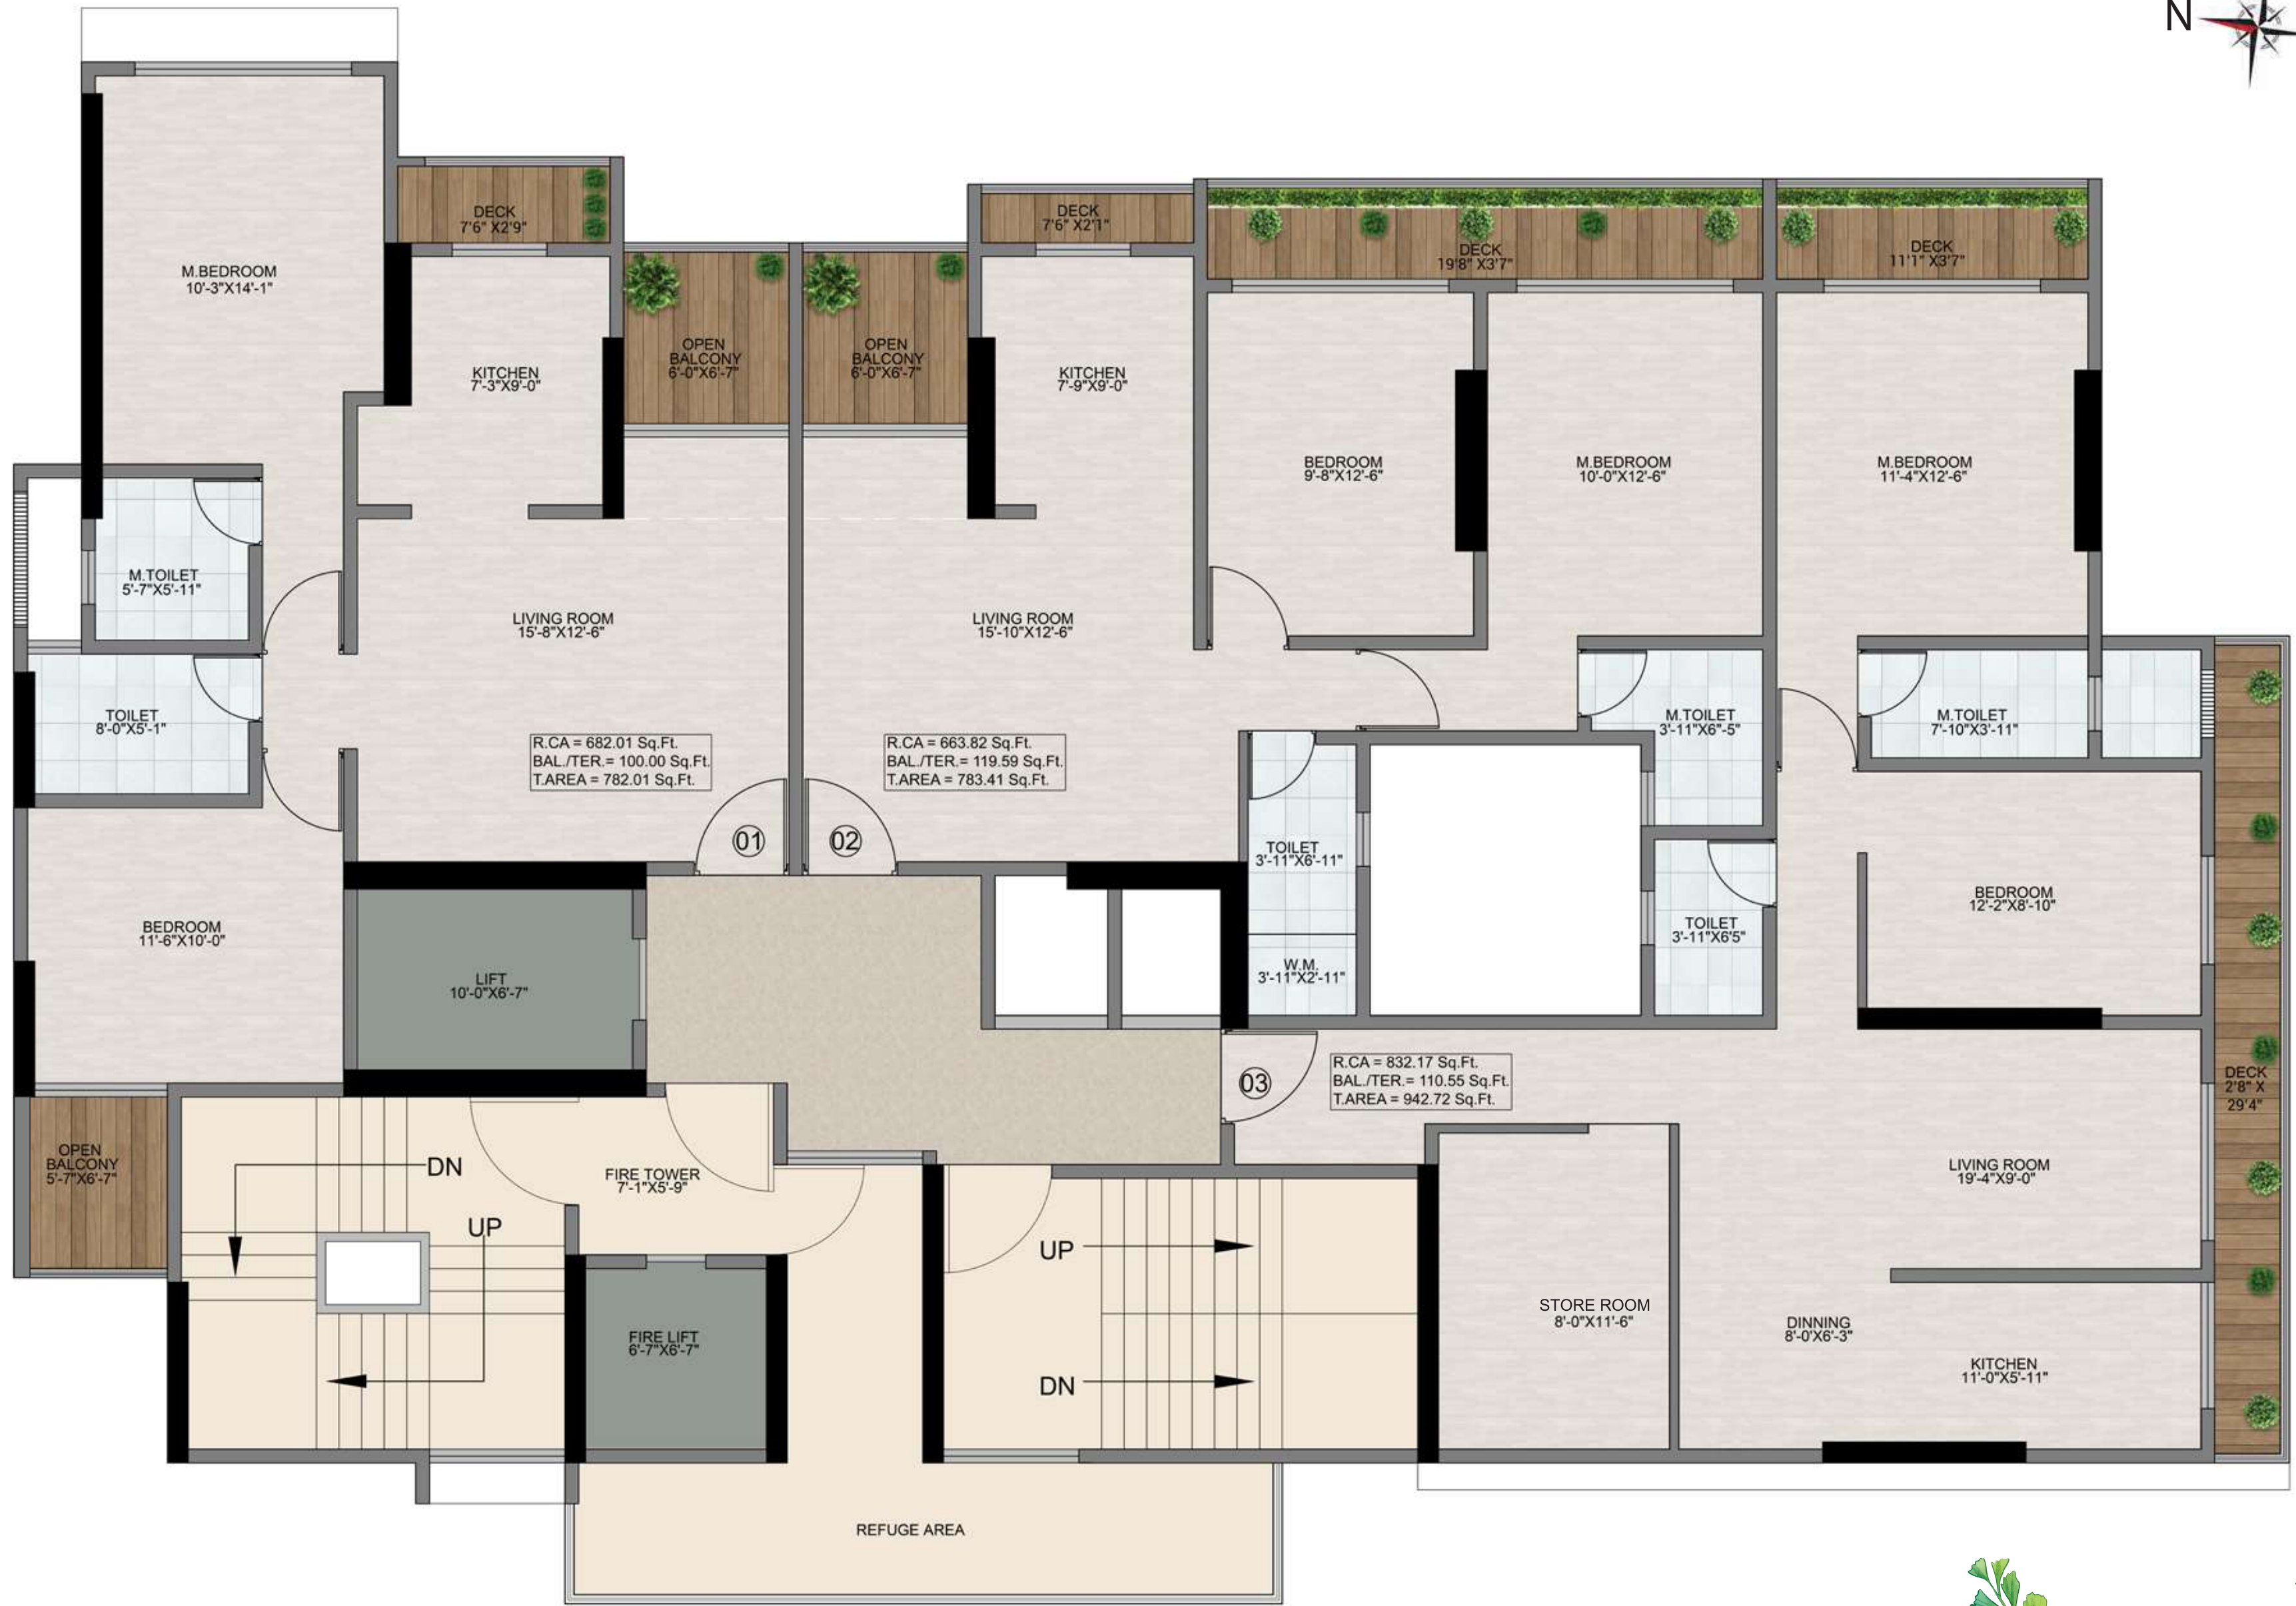 N
M.BEDROOM
10'-3"X14'-1"
DECK
7'6" X2'9"
KITCHEN
7'-3"X9'-0"
OPEN
BALCONY
6'-0"X6'-7"
OPEN
BALCONY
6'-0"X6'-7"
DECK
7'6" X2'1"
KITCHEN
7'-9"X9'-0"
DECK
19'8" X3'7"
DECK
11'1" X3'7"
BEDROOM
9'-8"X12'-6"
M.BEDROOM
10'-0"X12'-6"
M.BEDROOM
11'-4"X12'-6"
M.TOILET
5'-7"X5'-11"
LIVING ROOM
15'-8"X12'-6"
LIVING ROOM
15'-10"X12'-6"
TOILET
8'-0"X5'-1"
M.TOILET
3'-11"X6"-5"
M.TOILET
7'-10"X3'-11"
R.CA = 682.01 Sq.Ft.
BAL./TER.= 100.00 Sq.Ft.
T.AREA = 782.01 Sq.Ft.
R.CA = 663.82 Sq.Ft.
BAL./TER.= 119.59 Sq.Ft.
T.AREA = 783.41 Sq.Ft.
01
02
TOILET
3'-11"X6'-11"
BEDROOM
12'-2"X8'-10"
BEDROOM
11'-6"X10'-0"
TOILET
3'-11"X6'5"
LIFT
10'-0"X6'-7"
W.M.
3'-11"X2'-11"
03
R.CA = 832.17 Sq.Ft.
BAL./TER.= 110.55 Sq.Ft.
T.AREA = 942.72 Sq.Ft.
DECK
2'8" X
29'4"
OPEN
BALCONY
5'-7"X6'-7"
DN
UP
FIRE TOWER
7'-1"X5'-9"
LIVING ROOM
19'-4"X9'-0"
UP
DN
FIRE LIFT
6'-7"X6'-7"
STORE ROOM
8'-0"X11'-6"
DINNING
8'-0'X6'-3"
KITCHEN
11'-0"X5'-11"
REFUGE AREA